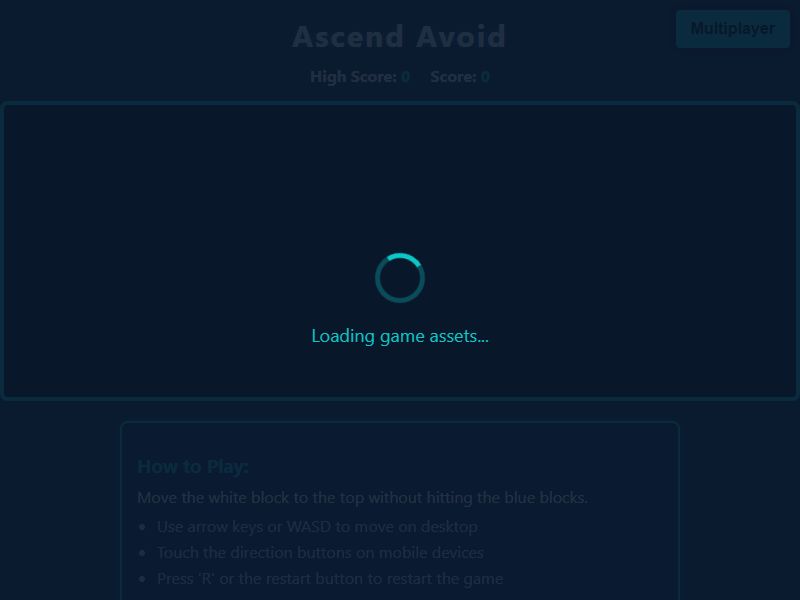 Ascend Avoid
Multiplayer
High Score: 0 Score: 0
Loading game assets...
How to Play:
Move the white block to the top without hitting the blue blocks.
• Use arrow keys or WASD to move on desktop
• Touch the direction buttons on mobile devices
• Press 'R' or the restart button to restart the game